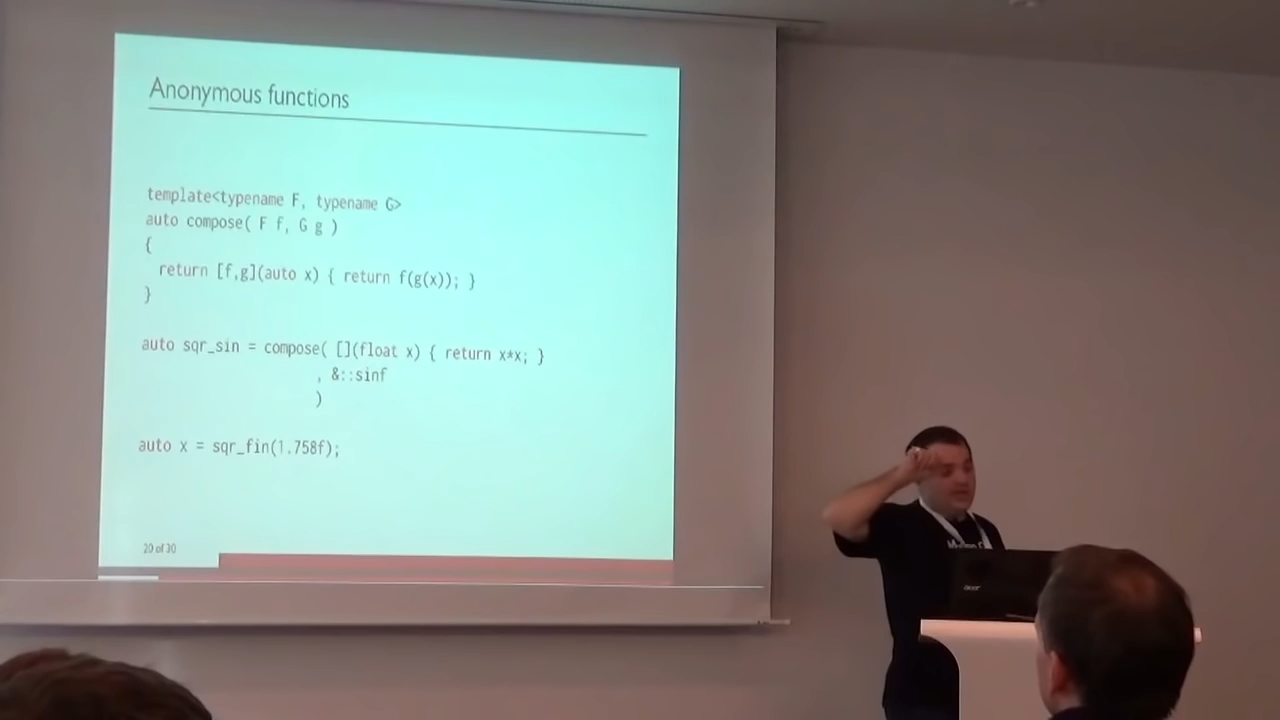 Anonymous functions
template<typename F, typename G>
auto compose( F f, G g )
{
return [f,g](auto x) { return f(g(x)); }
}
auto sqr_sin = compose( [](float x) { return x*x; }
, &::sinf
)
auto x = sqr_fin(1.758f);
20 of 30
acer